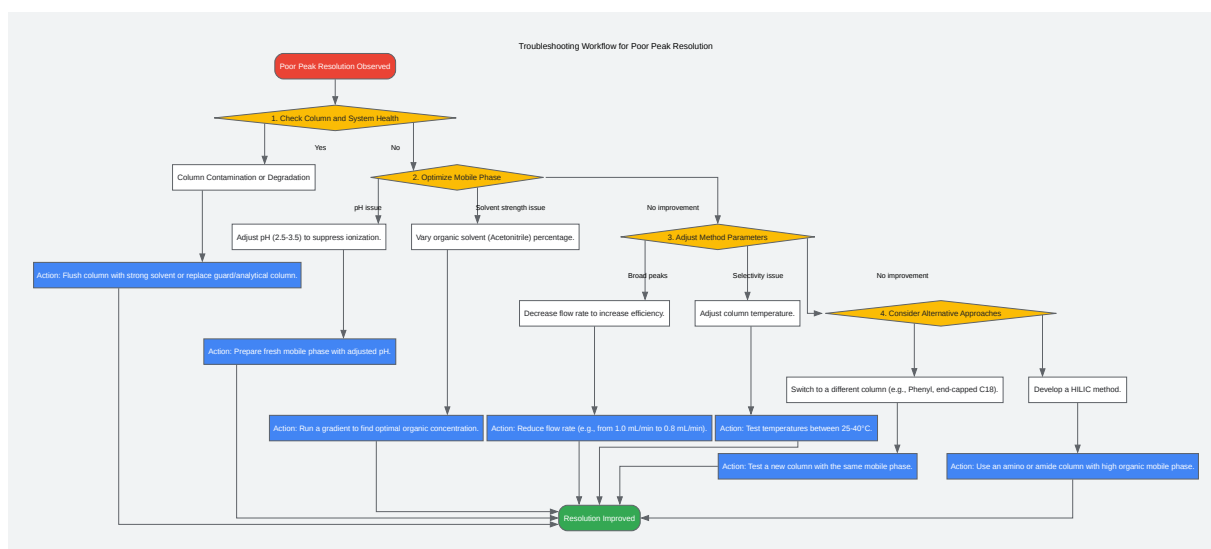 Troubleshooting Workflow for Poor Peak Resolution
Poor Peak Resolution Observed
1. Check Column and System Health
Yes
No
Column Contamination or Degradation
2. Optimize Mobile Phase
pH issue
Solvent strength issue
No improvement
Adjust pH (2.5-3.5) to suppress ionization.
Vary organic solvent (Acetonitrile) percentage.
3. Adjust Method Parameters
Action: Flush column with strong solvent or replace guard/analytical column.
Broad peaks
Selectivity issue
No improvement
Decrease flow rate to increase efficiency.
Adjust column temperature.
4. Consider Alternative Approaches
Action: Prepare fresh mobile phase with adjusted pH.
Switch to a different column (e.g., Phenyl, end-capped C18).
Develop a HILIC method.
Action: Run a gradient to find optimal organic concentration.
Action: Reduce flow rate (e.g., from 1.0 mL/min to 0.8 mL/min).
Action: Test temperatures between 25-40°C.
Action: Test a new column with the same mobile phase.
Action: Use an amino or amide column with high organic mobile phase.
Resolution Improved